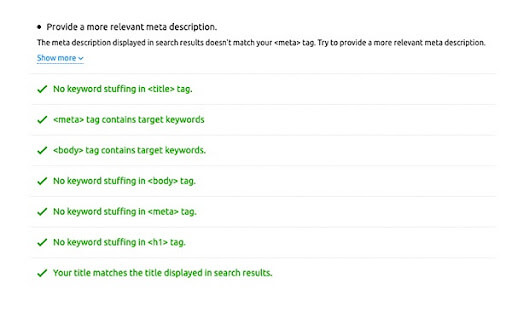 Provide a more relevant meta description.
The meta description displayed in search results doesn't match your <meta> tag. Try to provide a more relevant meta description.
Show more
No keyword stuffing in <title> tag.
<meta> tag contains target keywords
<body> tag contains target keywords.
No keyword stuffing in <body> tag.
No keyword stuffing in <meta> tag.
No keyword stuffing in <h1> tag.
Your title matches the title displayed in search results.